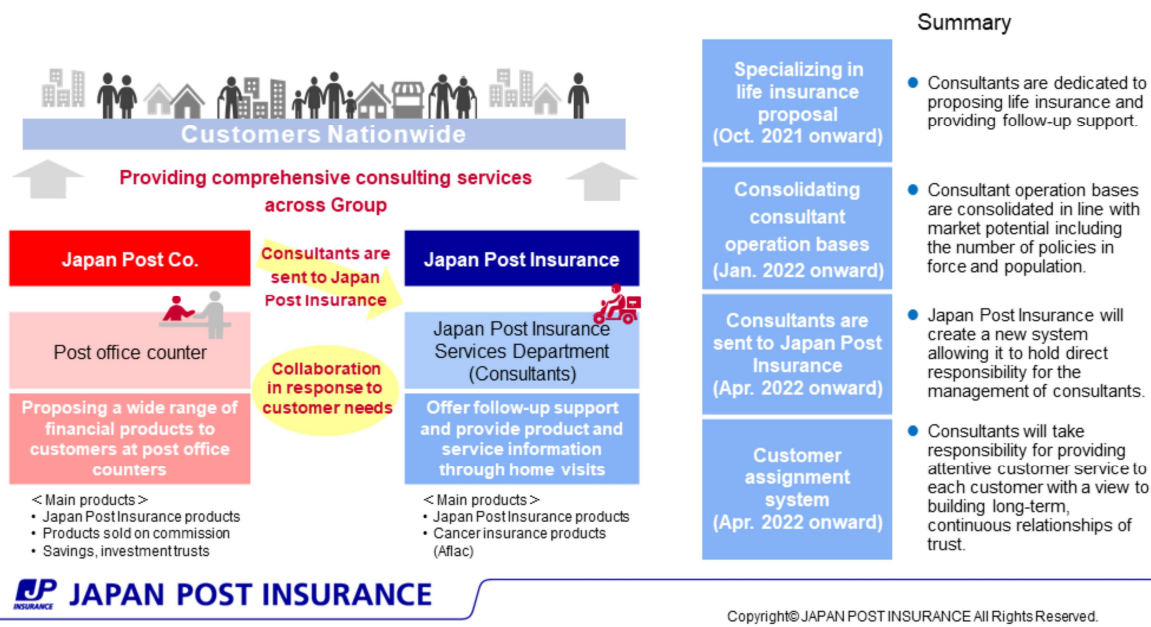 Summary
Customers Nationwide
Providing comprehensive consulting services
across Group
Japan Post Co.
Consultants are
sent to Japan
Post Insurance
Japan Post Insurance
Post office counter
Collaboration
in response to
customer needs
Japan Post Insurance
Services Department
(Consultants)
Proposing a wide range of
financial products to
customers at post office
counters
Offer follow-up support
and provide product and
service information
through home visits
<Main products>
• Japan Post Insurance products
• Products sold on commission
• Savings, investment trusts
<Main products>
• Japan Post Insurance products
• Cancer insurance products
(Aflac)
Specializing in
life insurance
proposal
(Oct. 2021 onward)
• Consultants are dedicated to
proposing life insurance and
providing follow-up support.
Consolidating
consultant
operation bases
(Jan. 2022 onward)
• Consultant operation bases
are consolidated in line with
market potential including
the number of policies in
force and population.
Consultants are
sent to Japan Post
Insurance
(Apr. 2022 onward)
• Japan Post Insurance will
create a new system
allowing it to hold direct
responsibility for the
management of consultants.
Customer
assignment
system
(Apr. 2022 onward)
• Consultants will take
responsibility for providing
attentive customer service to
each customer with a view to
building long-term,
continuous relationships of
trust.
JP
INSURANCE
JAPAN POST INSURANCE
Copyright© JAPAN POST INSURANCE All Rights Reserved.